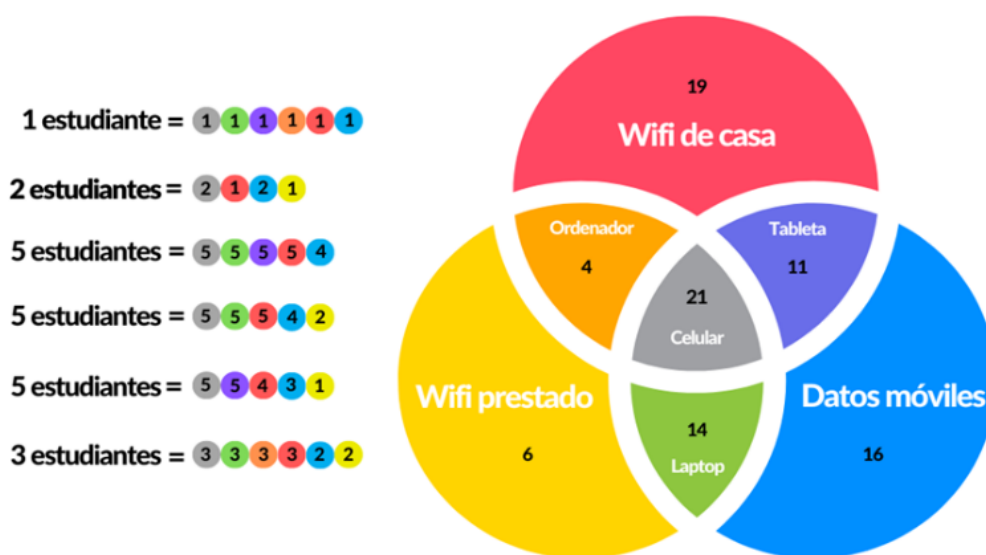 1 estudiante = 1 1 1 1 1 1
2 estudiantes = 2 1 2 1
5 estudiantes = 5 5 5 5 4
5 estudiantes = 5 5 5 4 2
5 estudiantes = 5 5 4 3 1
3 estudiantes = 3 3 3 3 2 2
19
Wifi de casa
Ordenador
4
Tableta
11
21
Celular
Wifi prestado
6
Datos móviles
16
14
Laptop